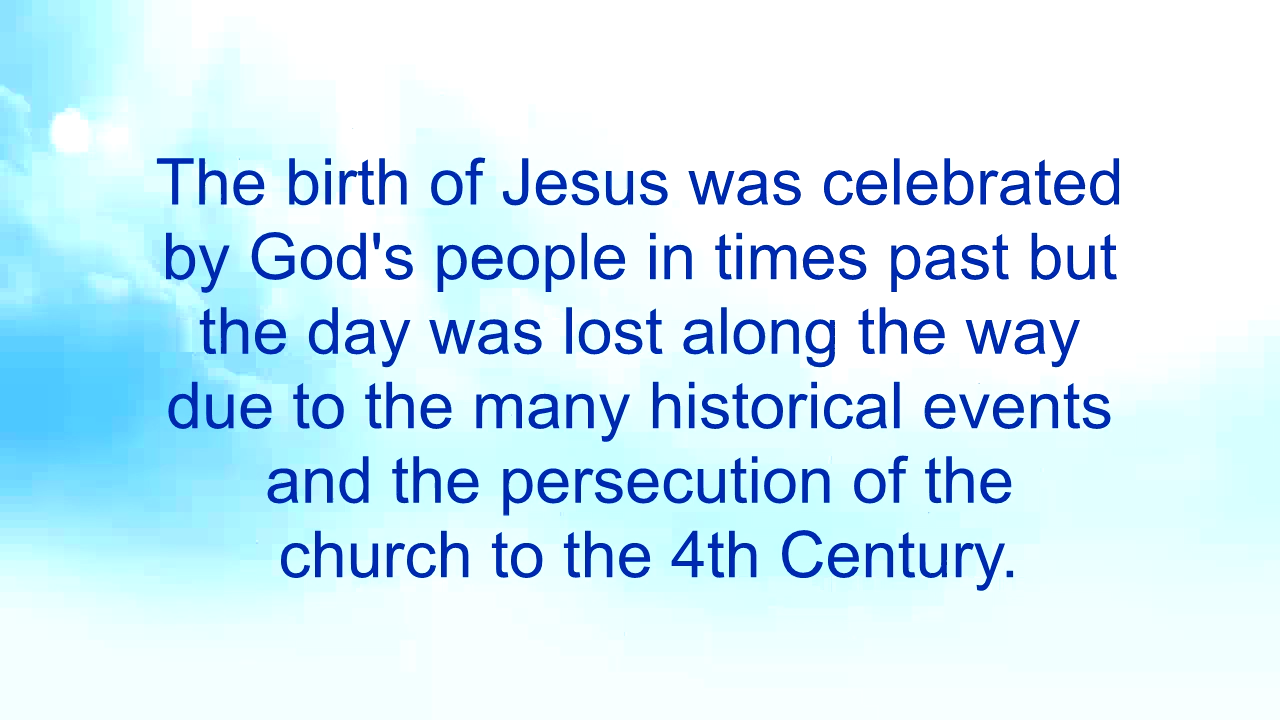 The birth of Jesus was celebrated
by God's people in times past but
the day was lost along the way
due to the many historical events
and the persecution of the
church to the 4th Century.